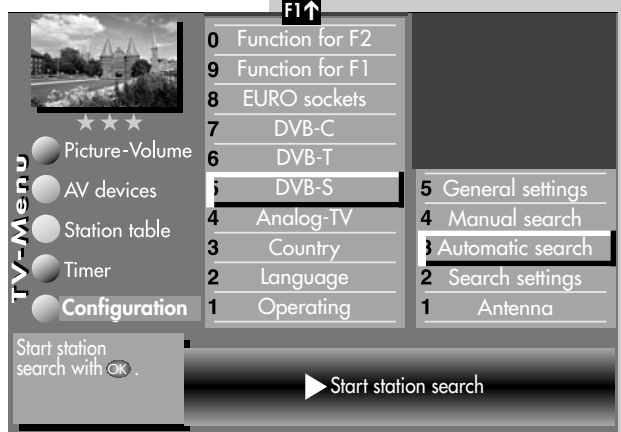 F1↑
TV-Menu
Picture-Volume
AV devices
Station table
Timer
Configuration
0 Function for F2
9 Function for F1
8 EURO sockets
7 DVB-C
6 DVB-T
5 DVB-S
4 Analog-TV
3 Country
2 Language
1 Operating
5 General settings
4 Manual search
3 Automatic search
2 Search settings
1 Antenna
Start station
search with OK .
Start station search